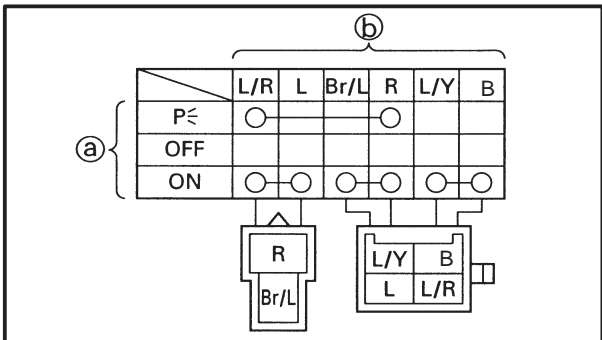 ⓑ
L/R L Br/L R L/Y B
ⓐ
P
OFF
ON
R
Br/L
L/Y B
L L/R